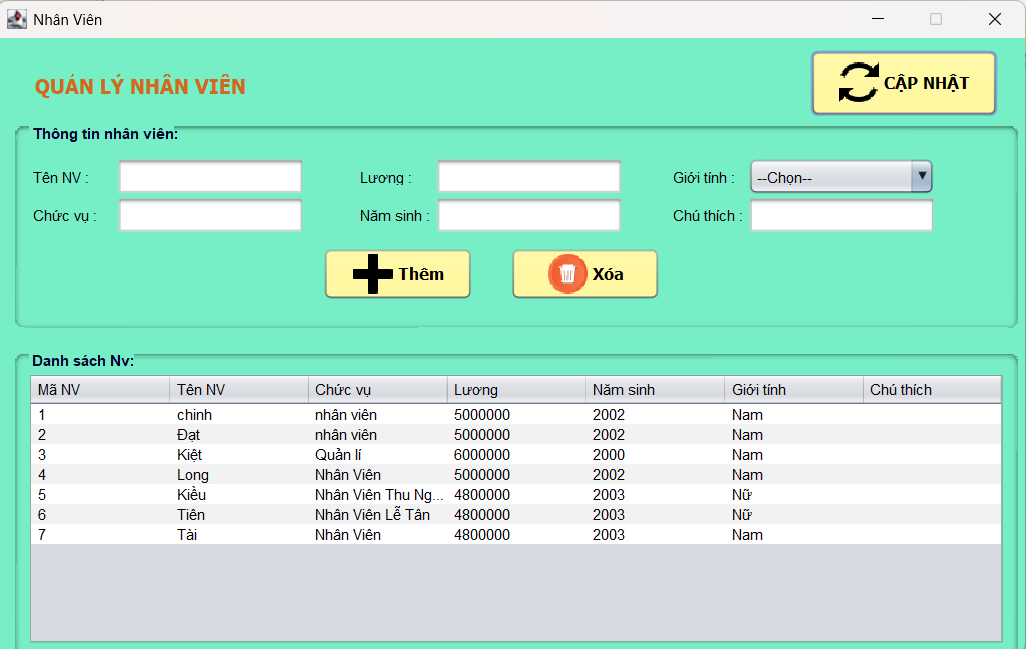 Nhân Viên
QUÁN LÝ NHÂN VIÊN
CẬP NHẬT
Thông tin nhân viên:
Tên NV : Lương : Giới tính : --Chọn--
Chức vụ : Năm sinh : Chú thích :
Thêm Xóa
Danh sách Nv:
Mã NV Tên NV Chức vụ Lương Năm sinh Giới tính Chú thích
1 chinh nhân viên 5000000 2002 Nam
2 Đạt nhân viên 5000000 2002 Nam
3 Kiệt Quản lí 6000000 2000 Nam
4 Long Nhân Viên 5000000 2002 Nam
5 Kiều Nhân Viên Thu Ng... 4800000 2003 Nữ
6 Tiên Nhân Viên Lễ Tân 4800000 2003 Nữ
7 Tài Nhân Viên 4800000 2003 Nam